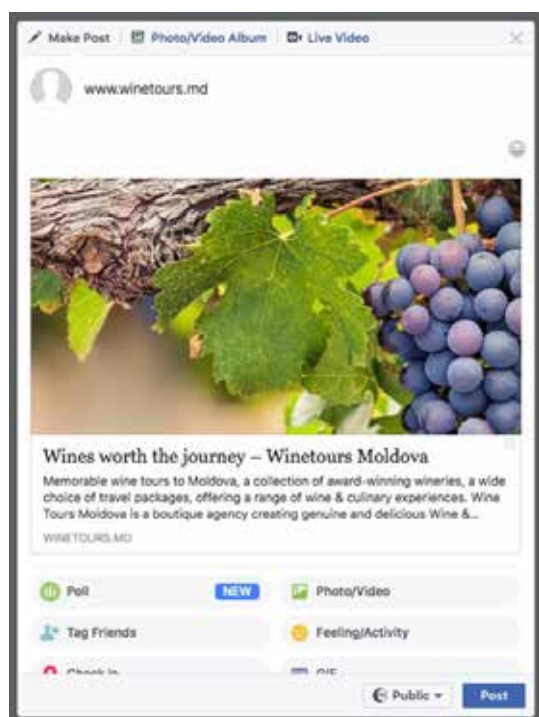 Make Post Photo/Video Album Live Video
www.winetours.md
Wines worth the journey – Winetours Moldova
Memorable wine tours to Moldova, a collection of award-winning wineries, a wide
choice of travel packages, offering a range of wine & culinary experiences. Wine
Tours Moldova is a boutique agency creating genuine and delicious Wine &...
WINETOURS.MD
Poll NEW Photo/Video
Tag Friends Feeling/Activity
Check in GIF
Public Post